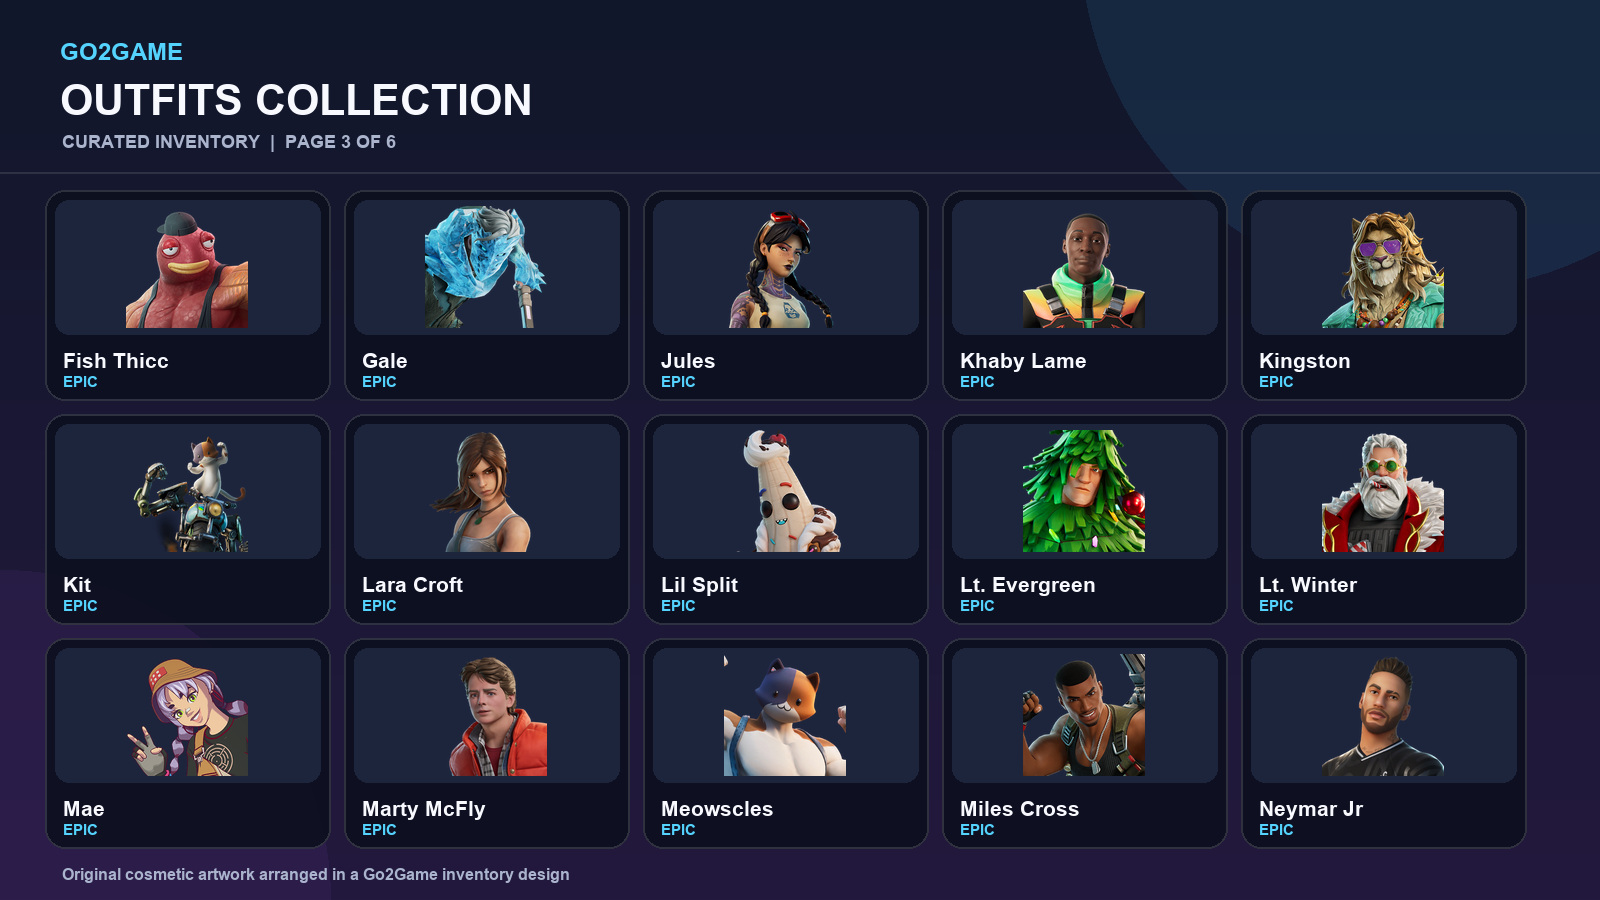 GO2GAME
OUTFITS COLLECTION
CURATED INVENTORY | PAGE 3 OF 6
Fish Thicc
EPIC
Gale
EPIC
Jules
EPIC
Khaby Lame
EPIC
Kingston
EPIC
Kit
EPIC
Lara Croft
EPIC
Lil Split
EPIC
Lt. Evergreen
EPIC
Lt. Winter
EPIC
Mae
EPIC
Marty McFly
EPIC
Meowscles
EPIC
Miles Cross
EPIC
Neymar Jr
EPIC
Original cosmetic artwork arranged in a Go2Game inventory design